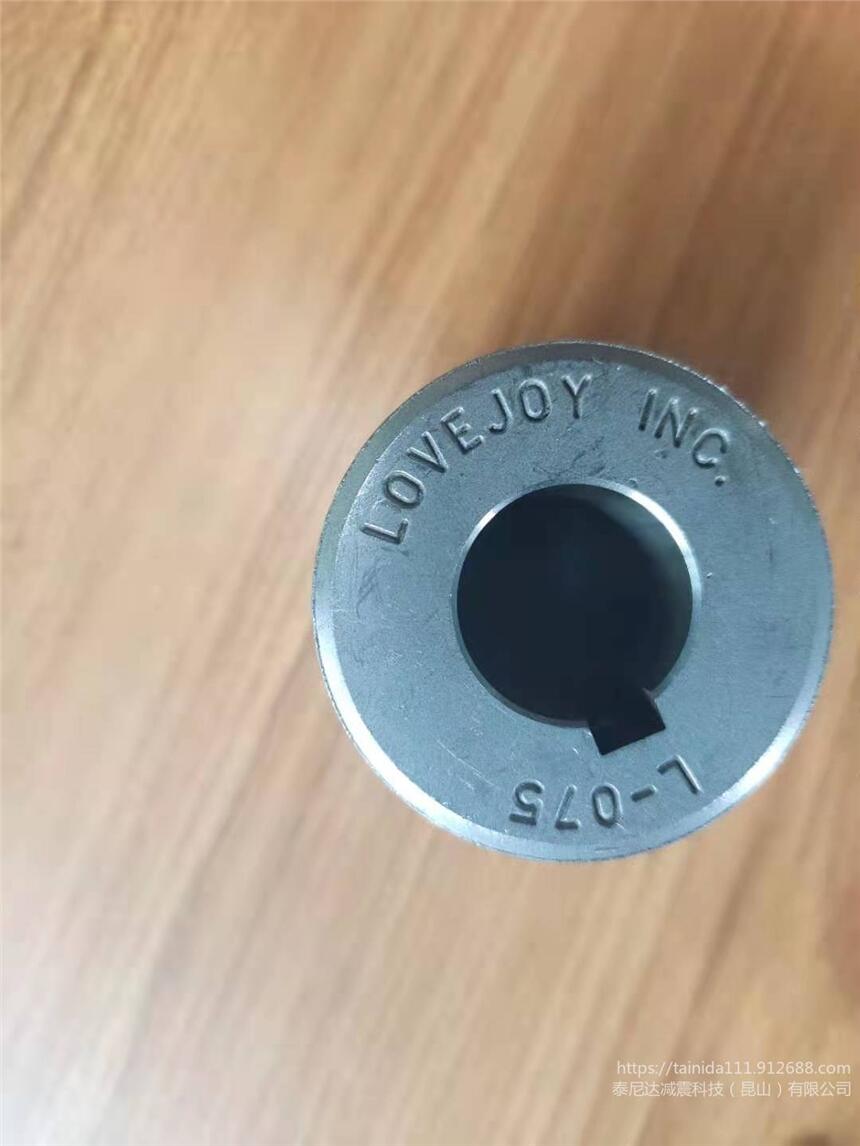 LOVEJOY INC.
L-075
https://tainida111.912688.com
泰尼达减震科技（昆山）有限公司